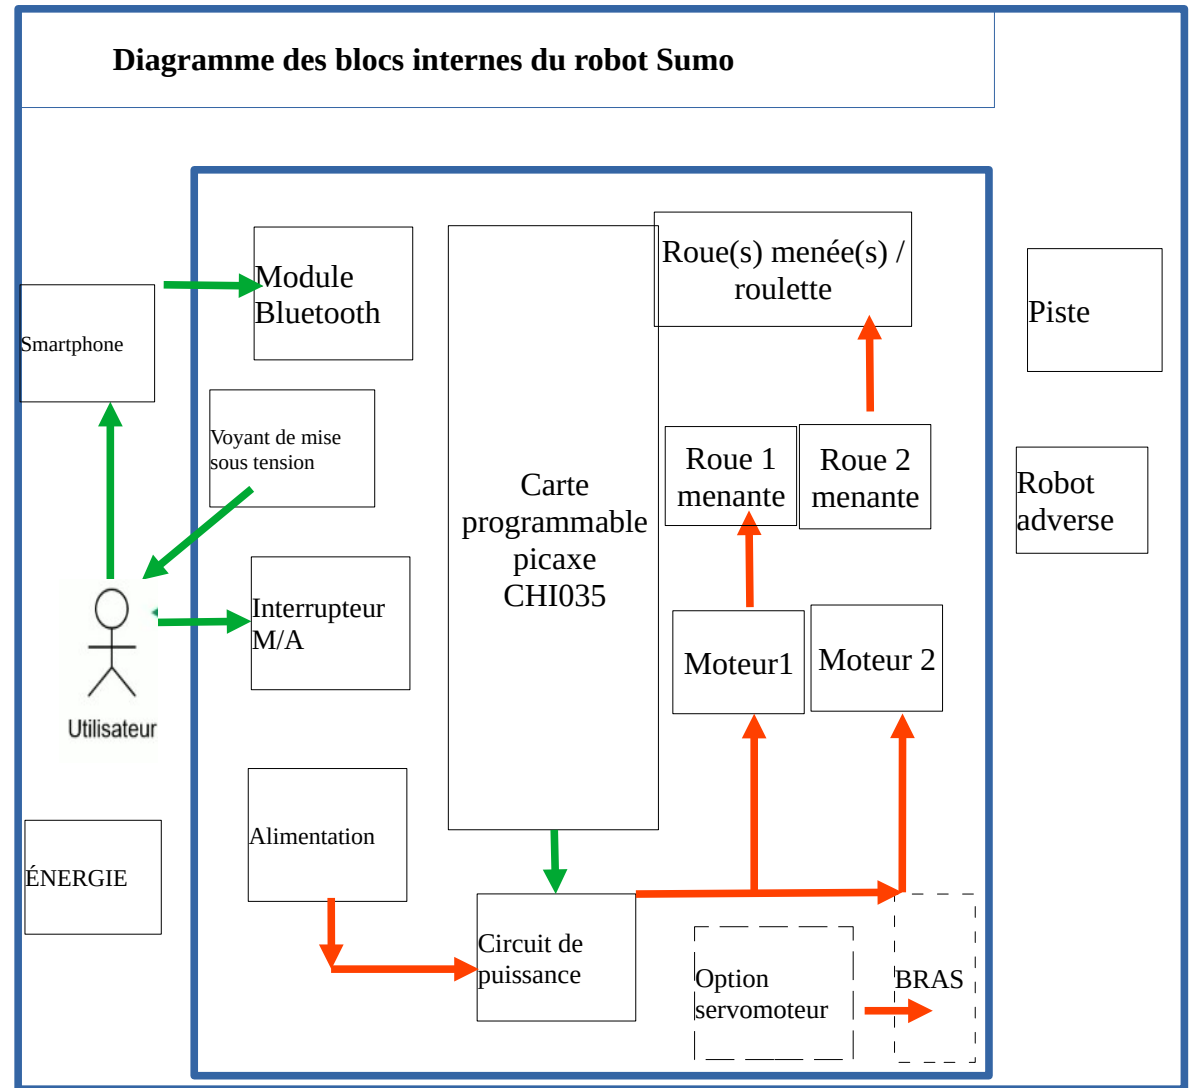 Diagramme des blocs internes du robot Sumo
Module
Bluetooth
Roue(s) menée(s) /
roulette
Piste
Smartphone
Voyant de mise
sous tension
Carte
programmable
picaxe
CHI035
Roue 1
menante
Roue 2
menante
Robot
adverse
Interrupteur
M/A
Moteur1
Moteur 2
Utilisateur
Alimentation
ÉNERGIE
Circuit de
puissance
Option
servomoteur
BRAS